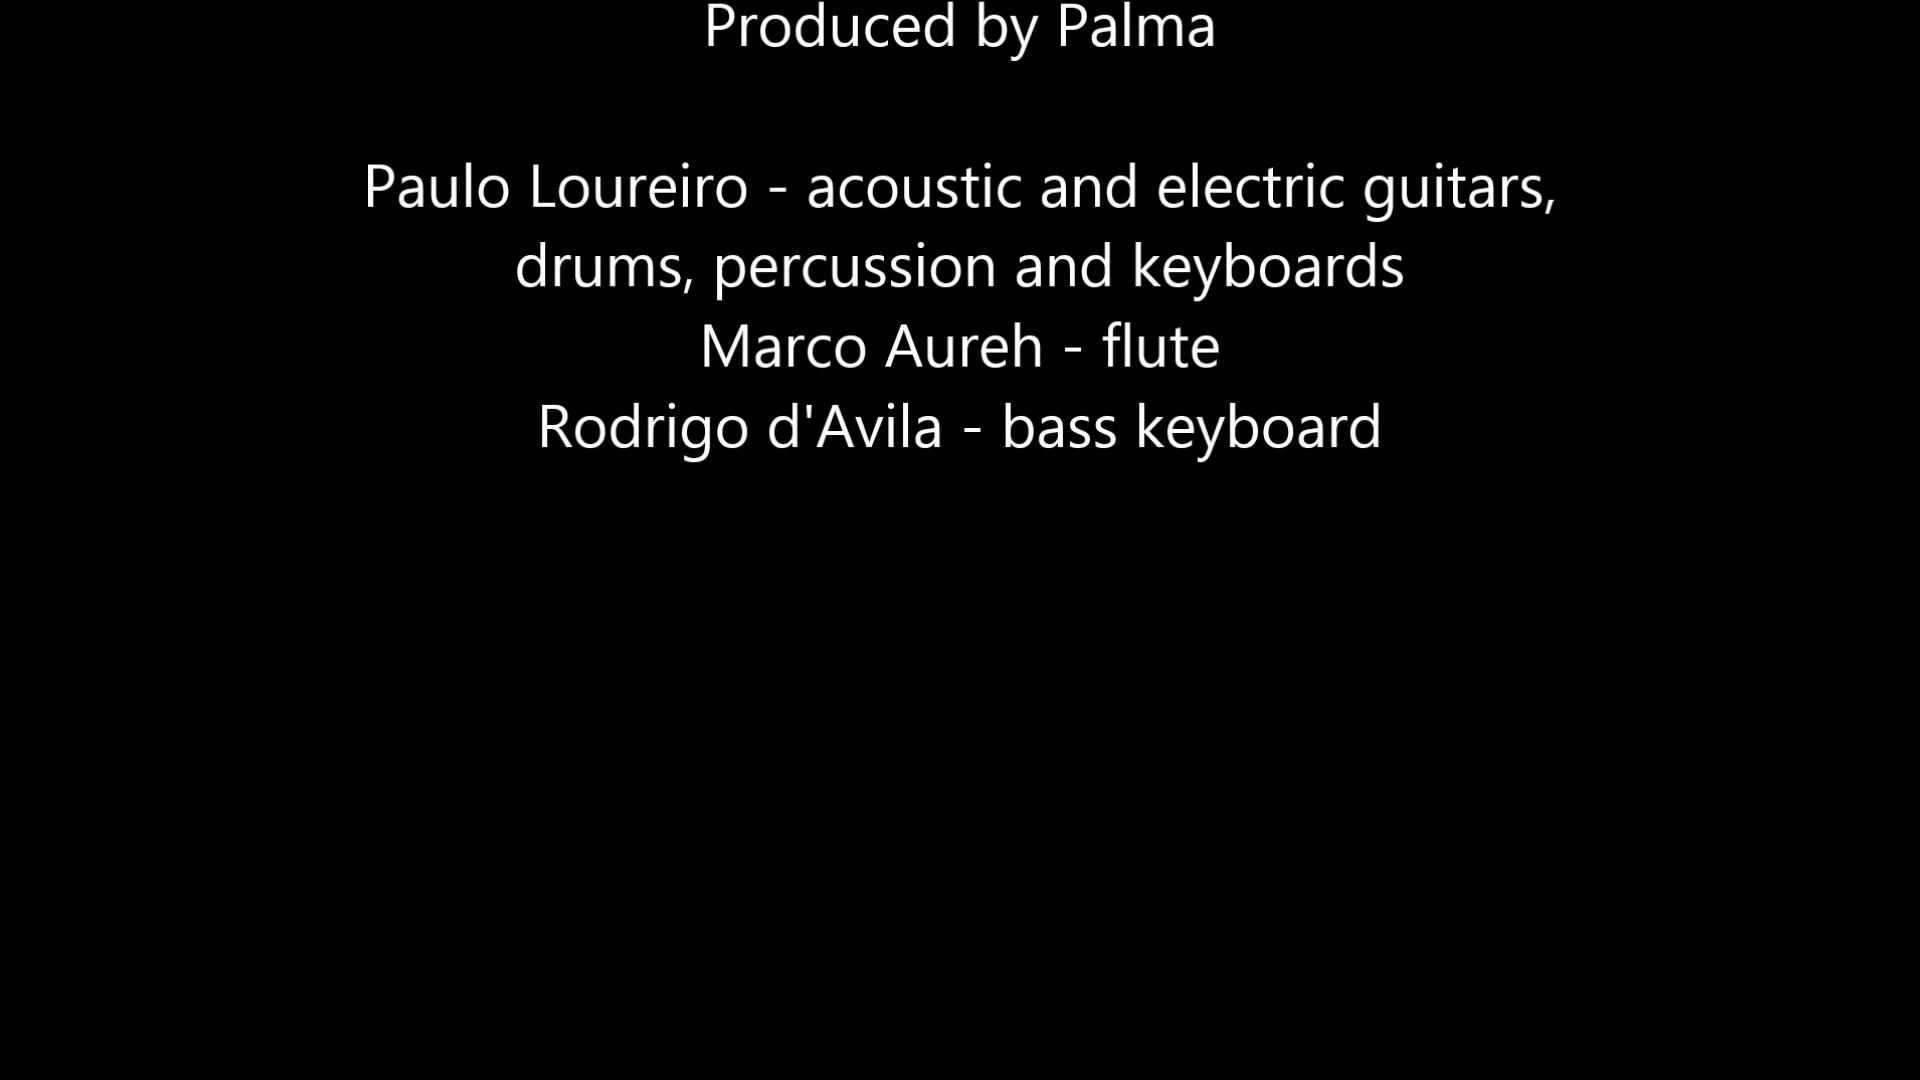 Produced by Palma
Paulo Loureiro - acoustic and electric guitars,
drums, percussion and keyboards
Marco Aureh - flute
Rodrigo d'Avila - bass keyboard